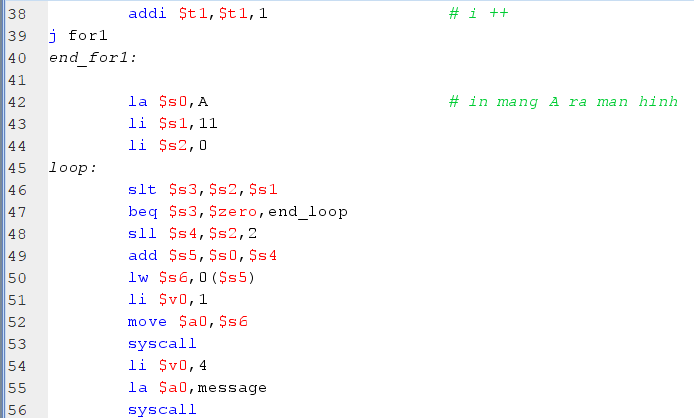 38 addi $t1,$t1,1 # i ++
39 j for1
40 end_for1:
41
42 la $s0,A # in mang A ra man hinh
43 li $s1,11
44 li $s2,0
45 loop:
46 slt $s3,$s2,$s1
47 beq $s3,$zero,end_loop
48 sll $s4,$s2,2
49 add $s5,$s0,$s4
50 lw $s6,0($s5)
51 li $v0,1
52 move $a0,$s6
53 syscall
54 li $v0,4
55 la $a0,message
56 syscall